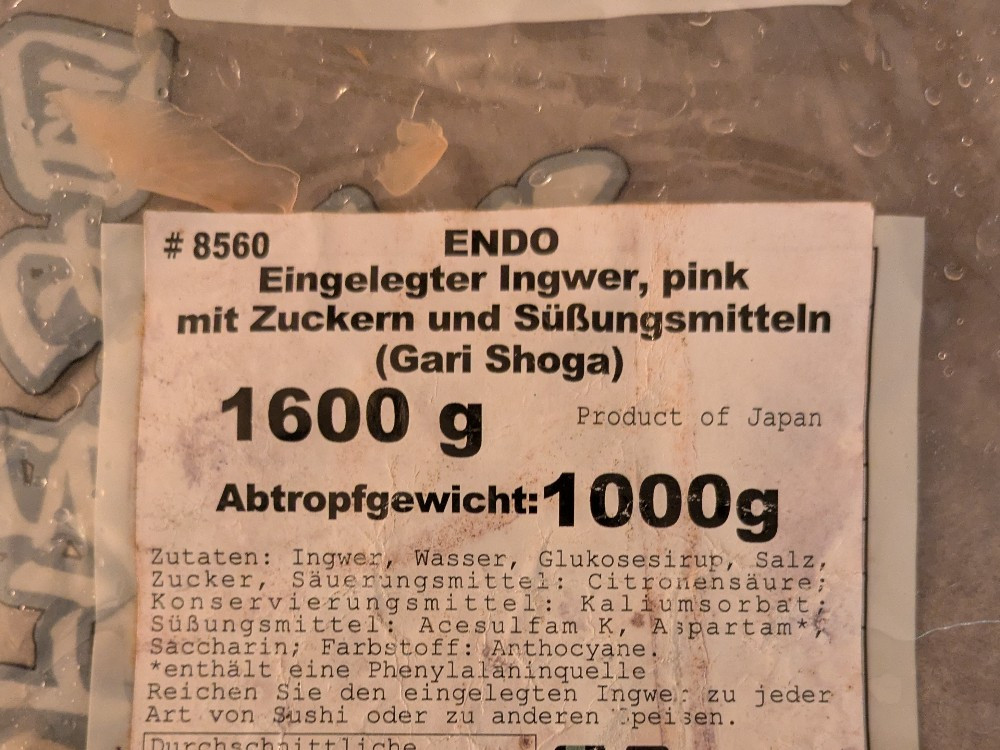 # 8560 ENDO
Eingelegter Ingwer, pink
mit Zuckern und Süßungsmitteln
(Gari Shoga)
1600 g Product of Japan
Abtropfgewicht: 1000g
Zutaten: Ingwer, Wasser, Glukosesirup, Salz,
Zucker, Säuerungsmittel: Citronensäure;
Konservierungsmittel: Kaliumsorbat;
Süßungsmittel: Acesulfam K, Aspartam*,
Saccharin; Farbstoff: Anthocyane.
*enthält eine Phenylalaninquelle
Reichen Sie den eingelegten Ingwer zu jeder
Art von Sushi oder zu anderen Speisen.
Durchschnittliche